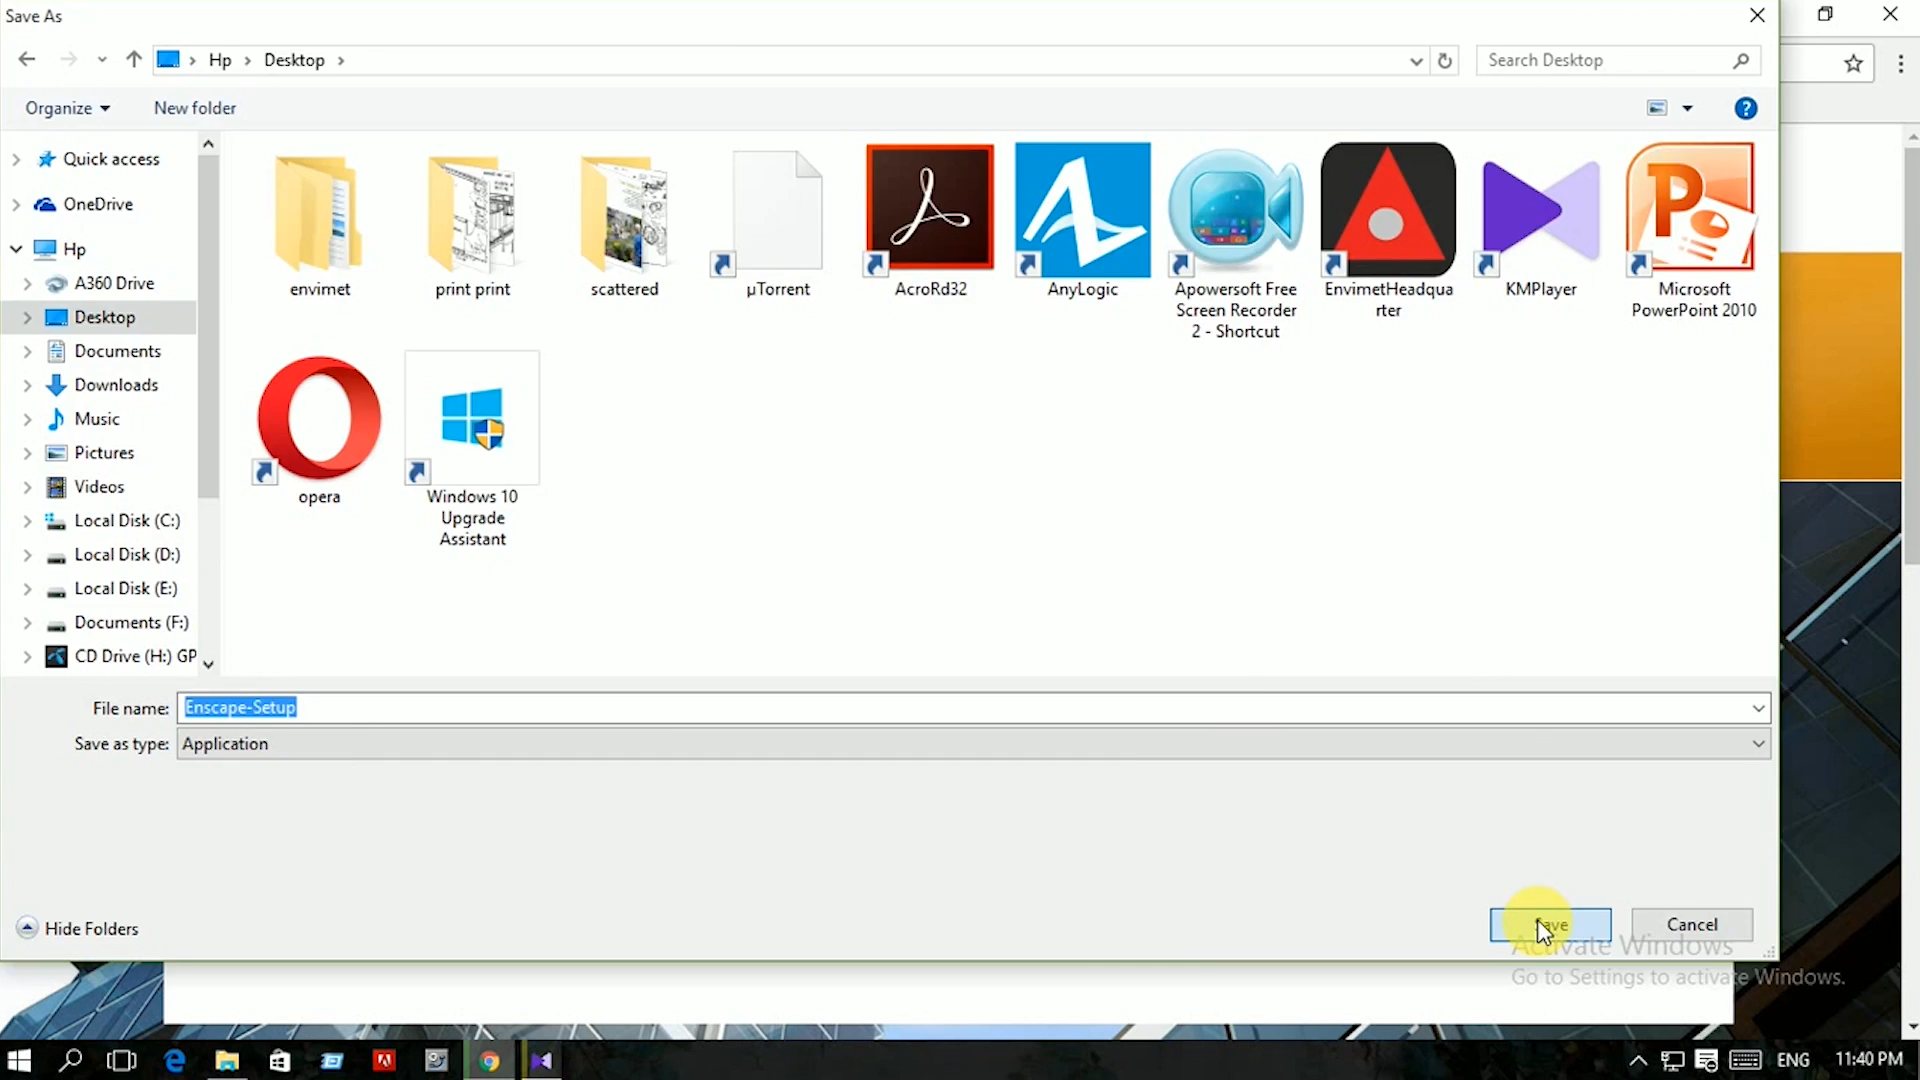 Save As
Hp
Desktop
Search Desktop
Organize
New folder
Quick access
OneDrive
Hp
A360 Drive
Desktop
Documents
Downloads
Music
Pictures
Videos
Local Disk (C:)
Local Disk (D:)
Local Disk (E:)
Documents (F:)
CD Drive (H:) GP
envimet
print print
scattered
µTorrent
AcroRd32
AnyLogic
Apowersoft Free
Screen Recorder
2 - Shortcut
EnvimetHeadqua
rter
KMPlayer
Microsoft
PowerPoint 2010
opera
Windows 10
Upgrade
Assistant
File name: Enscape-Setup
Save as type: Application
Hide Folders
Save
Cancel
Activate Windows
Go to Settings to activate Windows.
ENG
11:40 PM